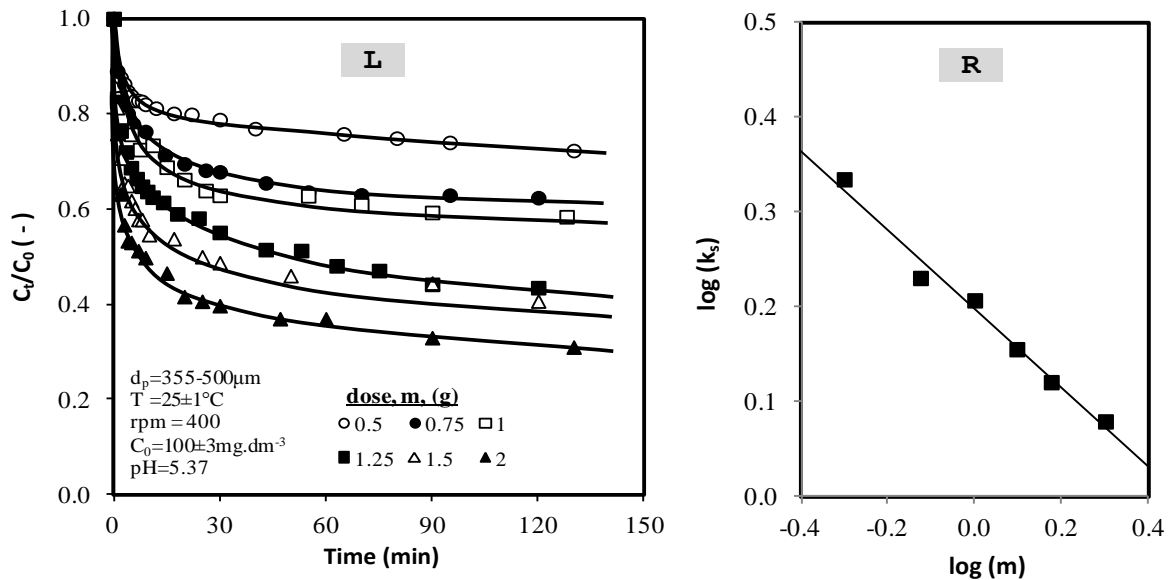 L
1.0
0.8
0.6
0.4
0.2
0.0
Cₜ/C₀ ( - )
dₚ=355-500μm
T =25±1°C
rpm = 400
C₀=100±3mg.dm⁻³
pH=5.37
dose, m, (g)
0.5 0.75 1
1.25 1.5 2
0 30 60 90 120 150
Time (min)
R
0.5
0.4
0.3
0.2
0.1
0.0
log (kₛ)
-0.4 -0.2 0.0 0.2 0.4
log (m)